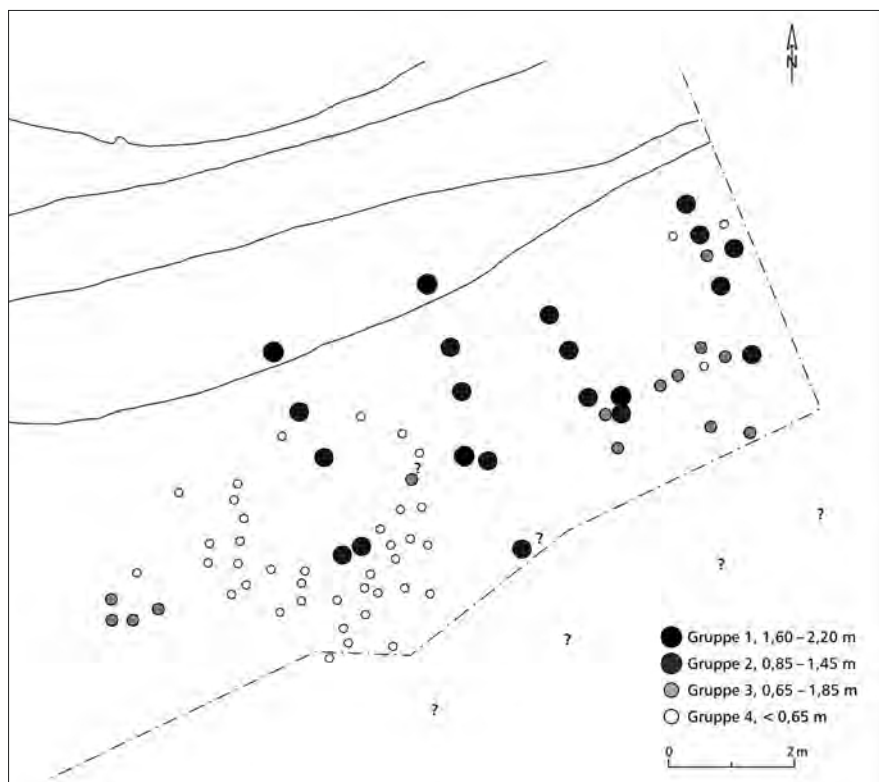 N
?
?
?
?
?
?
Gruppe 1, 1,60 – 2,20 m
Gruppe 2, 0,85 – 1,45 m
Gruppe 3, 0,65 – 1,85 m
Gruppe 4, < 0,65 m
0 2 m